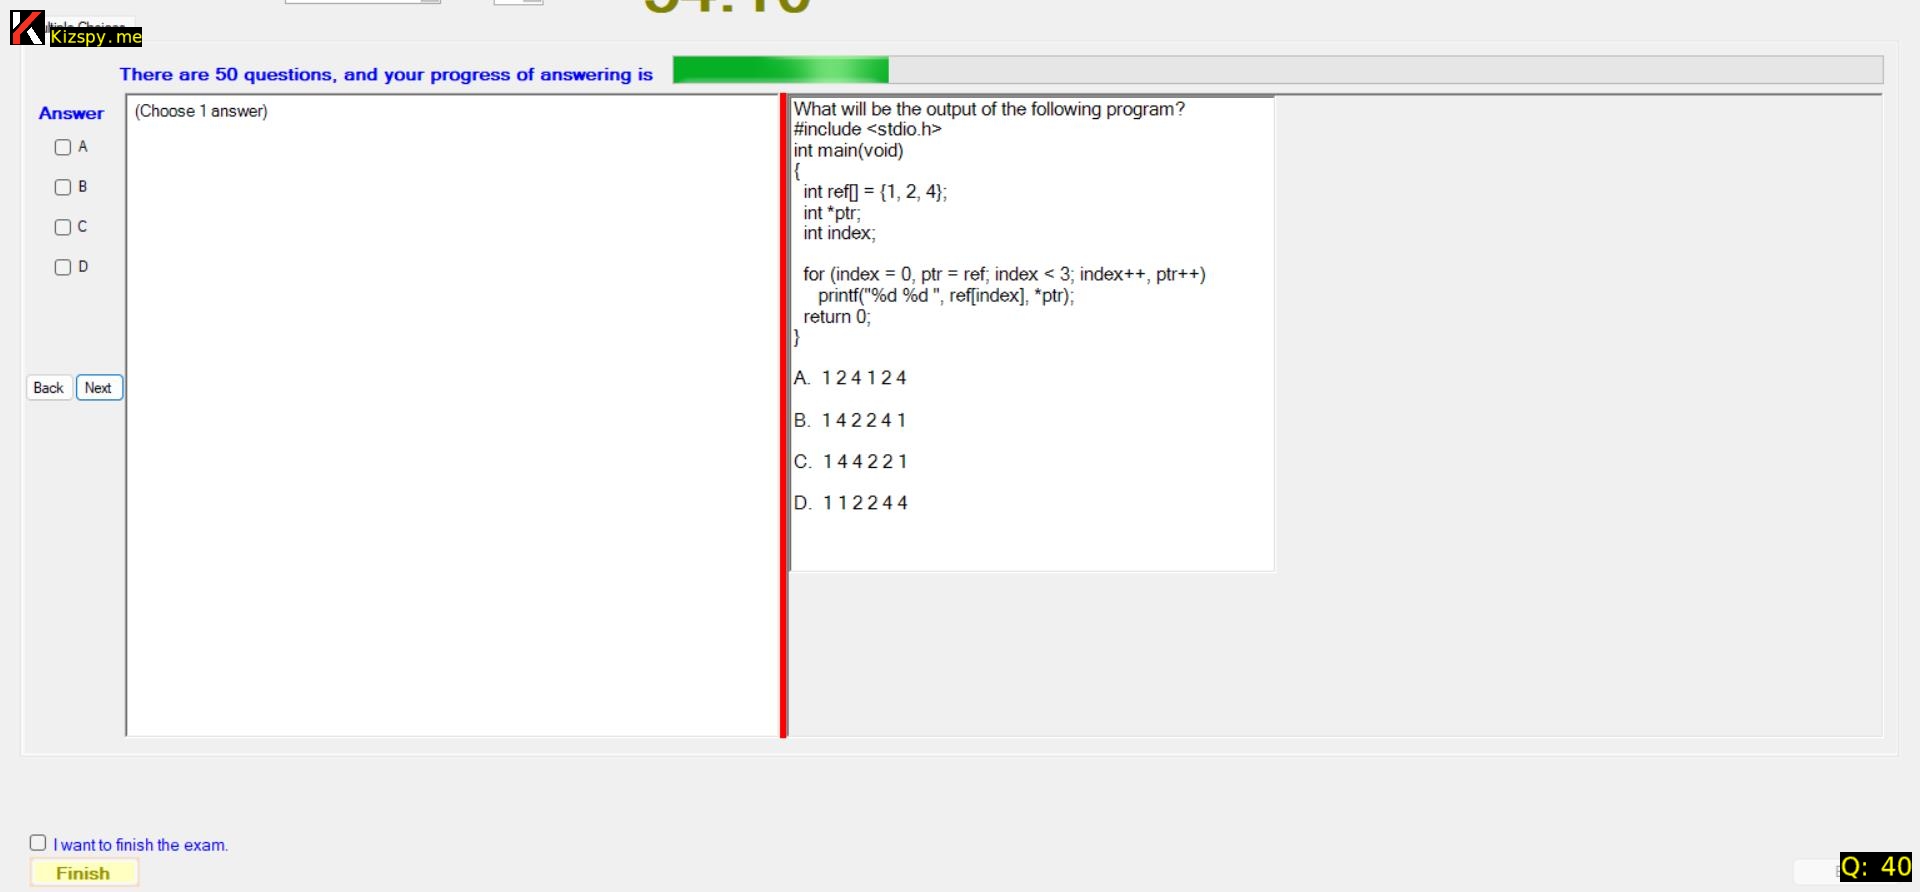 Kizspy.me
There are 50 questions, and your progress of answering is
Answer
(Choose 1 answer)
A
B
C
D
Back Next
What will be the output of the following program?
#include <stdio.h>
int main(void)
{
int ref[] = {1, 2, 4};
int *ptr;
int index;
for (index = 0, ptr = ref; index < 3; index++, ptr++)
printf("%d %d ", ref[index], *ptr);
return 0;
}
A. 1 2 4 1 2 4
B. 1 4 2 2 4 1
C. 1 4 4 2 2 1
D. 1 1 2 2 4 4
I want to finish the exam.
Finish
Q: 40